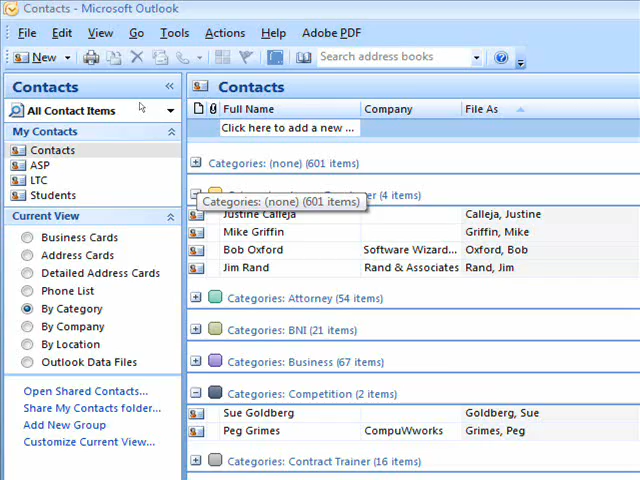 Contacts - Microsoft Outlook
File Edit View Go Tools Actions Help Adobe PDF
New Search address books
Contacts
All Contact Items
My Contacts
Contacts
ASP
LTC
Students
Current View
Business Cards
Address Cards
Detailed Address Cards
Phone List
By Category
By Company
By Location
Outlook Data Files
Open Shared Contacts...
Share My Contacts folder...
Add New Group
Customize Current View...
Contacts
Full Name Company File As
Click here to add a new ...
Categories: (none) (601 items)
(4 items)
Categories: (none) (601 items)
Justine Calleja Calleja, Justine
Mike Griffin Griffin, Mike
Bob Oxford Software Wizard... Oxford, Bob
Jim Rand Rand & Associates Rand, Jim
Categories: Attorney (54 items)
Categories: BNI (21 items)
Categories: Business (67 items)
Categories: Competition (2 items)
Sue Goldberg Goldberg, Sue
Peg Grimes CompuWworks Grimes, Peg
Categories: Contract Trainer (16 items)